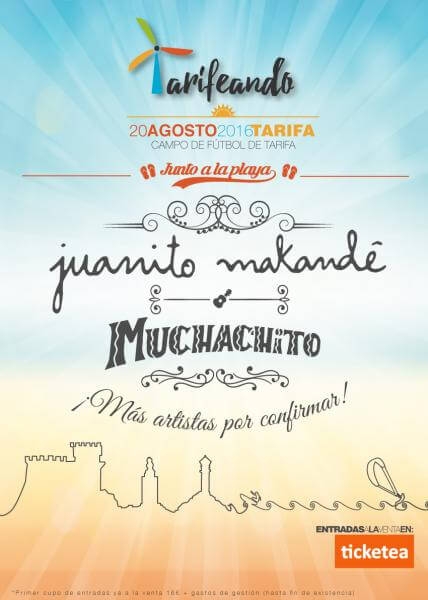 Tarifeando
20AGOSTO2016TARIFA
CAMPO DE FÚTBOL DE TARIFA
Junto a la playa
juanito makandê
MUCHACHiTO
¡Más artistas por confirmar!
ENTRADASALAVENTAEN:
ticketea
*Primer cupo de entradas ya a la venta 16€ + gastos de gestión (hasta fin de existencia)